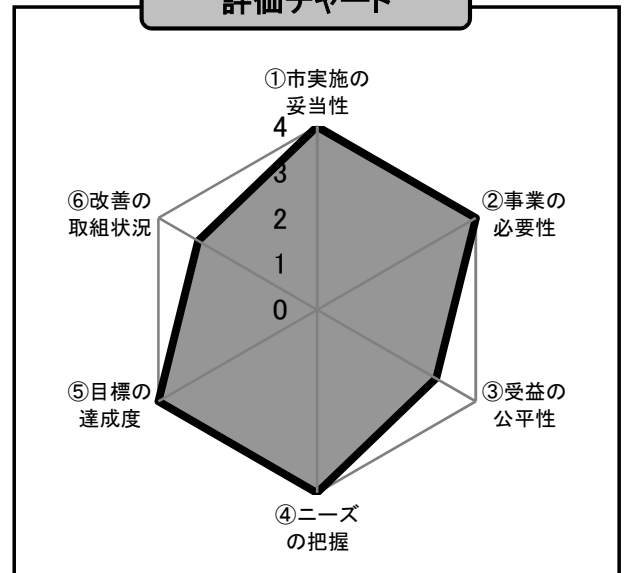 評価チャート
①市実施の
妥当性
4
3
2
1
0
②事業の
必要性
③受益の
公平性
④ニーズ
の把握
⑤目標の
達成度
⑥改善の
取組状況